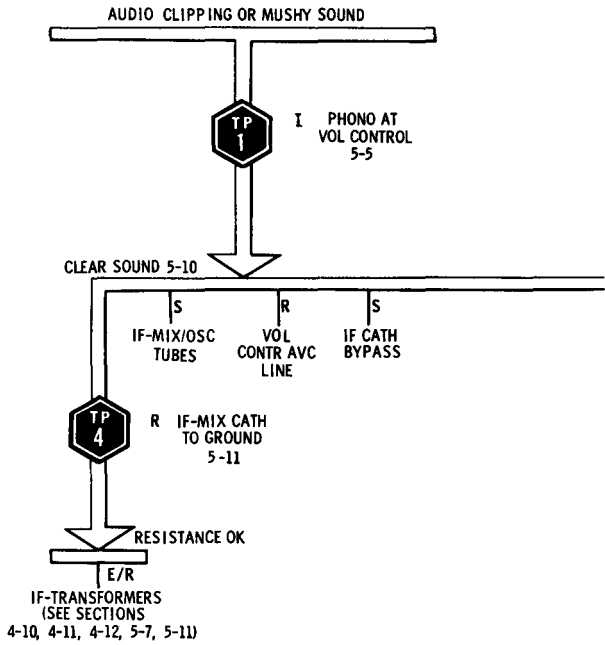 AUDIO CLIPPING OR MUSHY SOUND
TP
1
I PHONO AT
VOL CONTROL
5-5
CLEAR SOUND 5-10
S
IF-MIX/OSC
TUBES
R
VOL
CONTR AVC
LINE
S
IF CATH
BYPASS
TP
4
R IF-MIX CATH
TO GROUND
5-11
RESISTANCE OK
E/R
IF-TRANSFORMERS
(SEE SECTIONS
4-10, 4-11, 4-12, 5-7, 5-11)